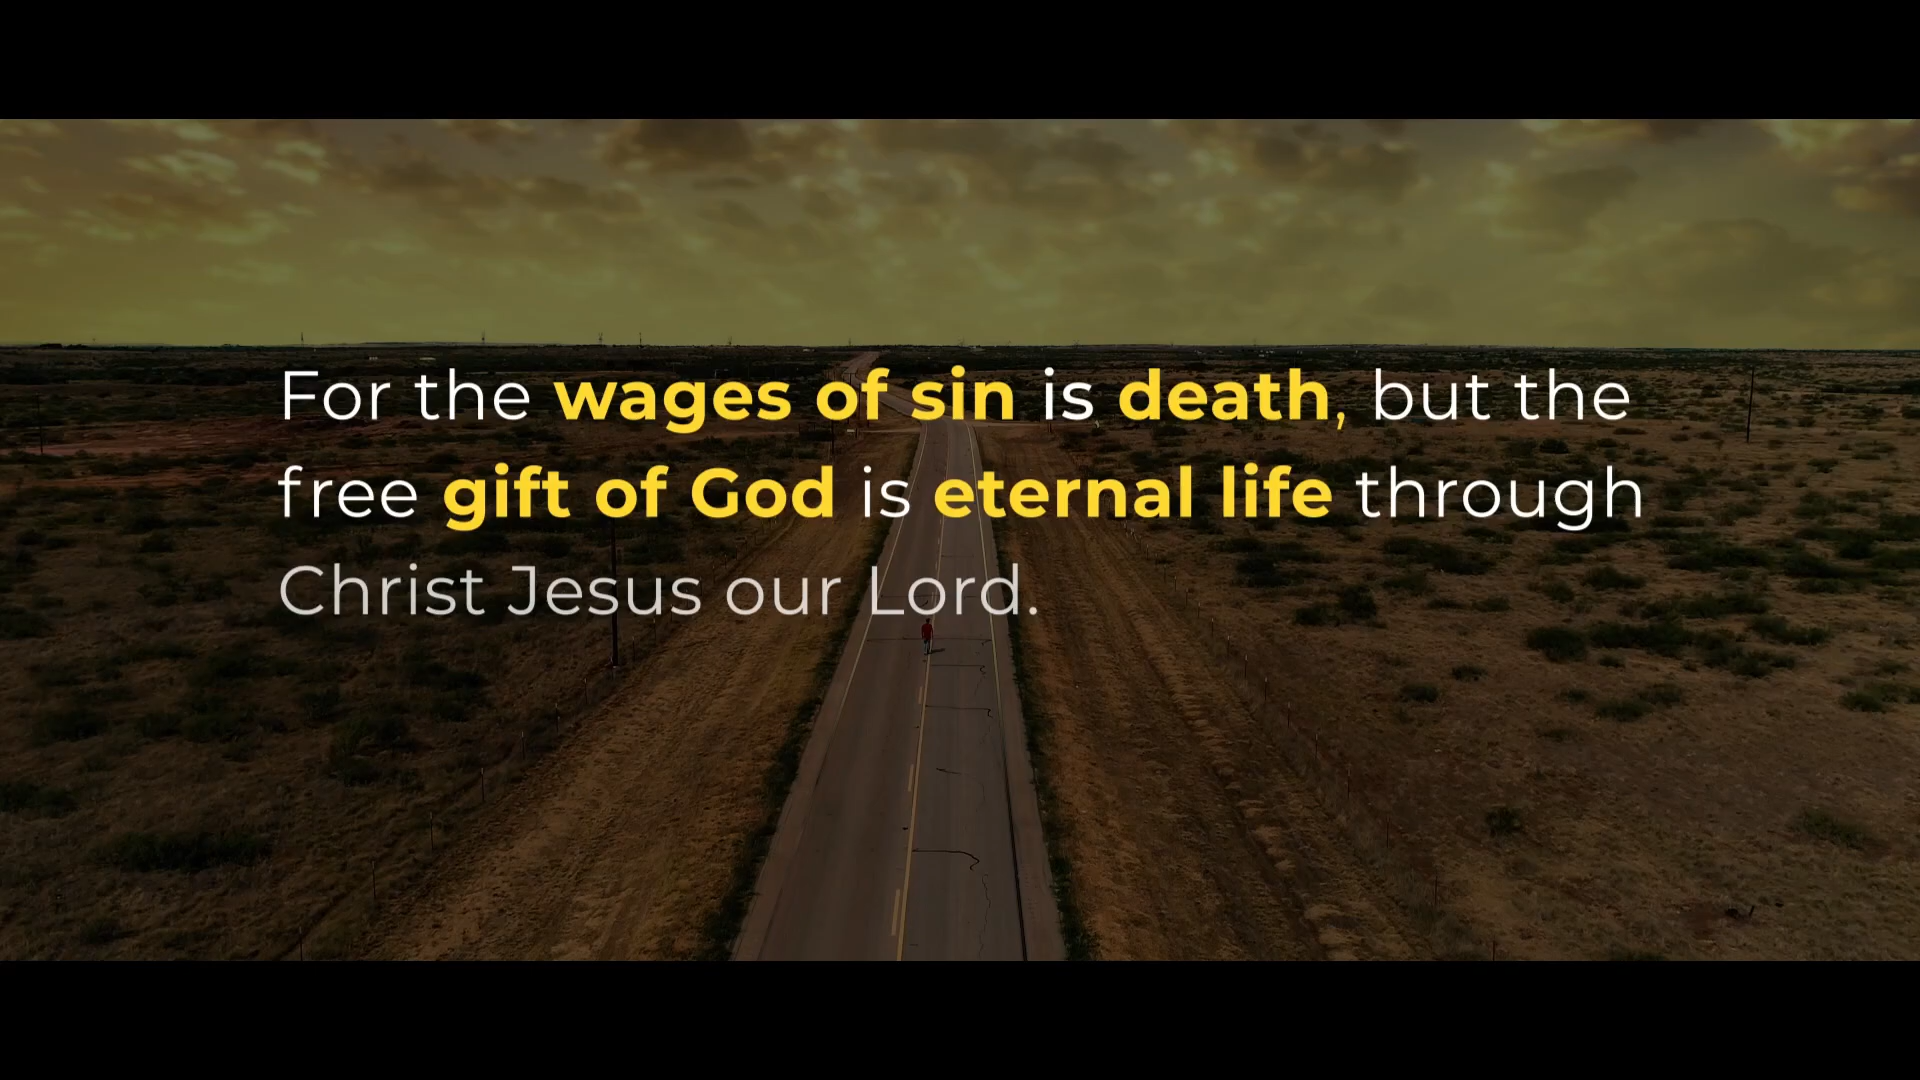 For the wages of sin is death, but the
free gift of God is eternal life through
Christ Jesus our Lord.